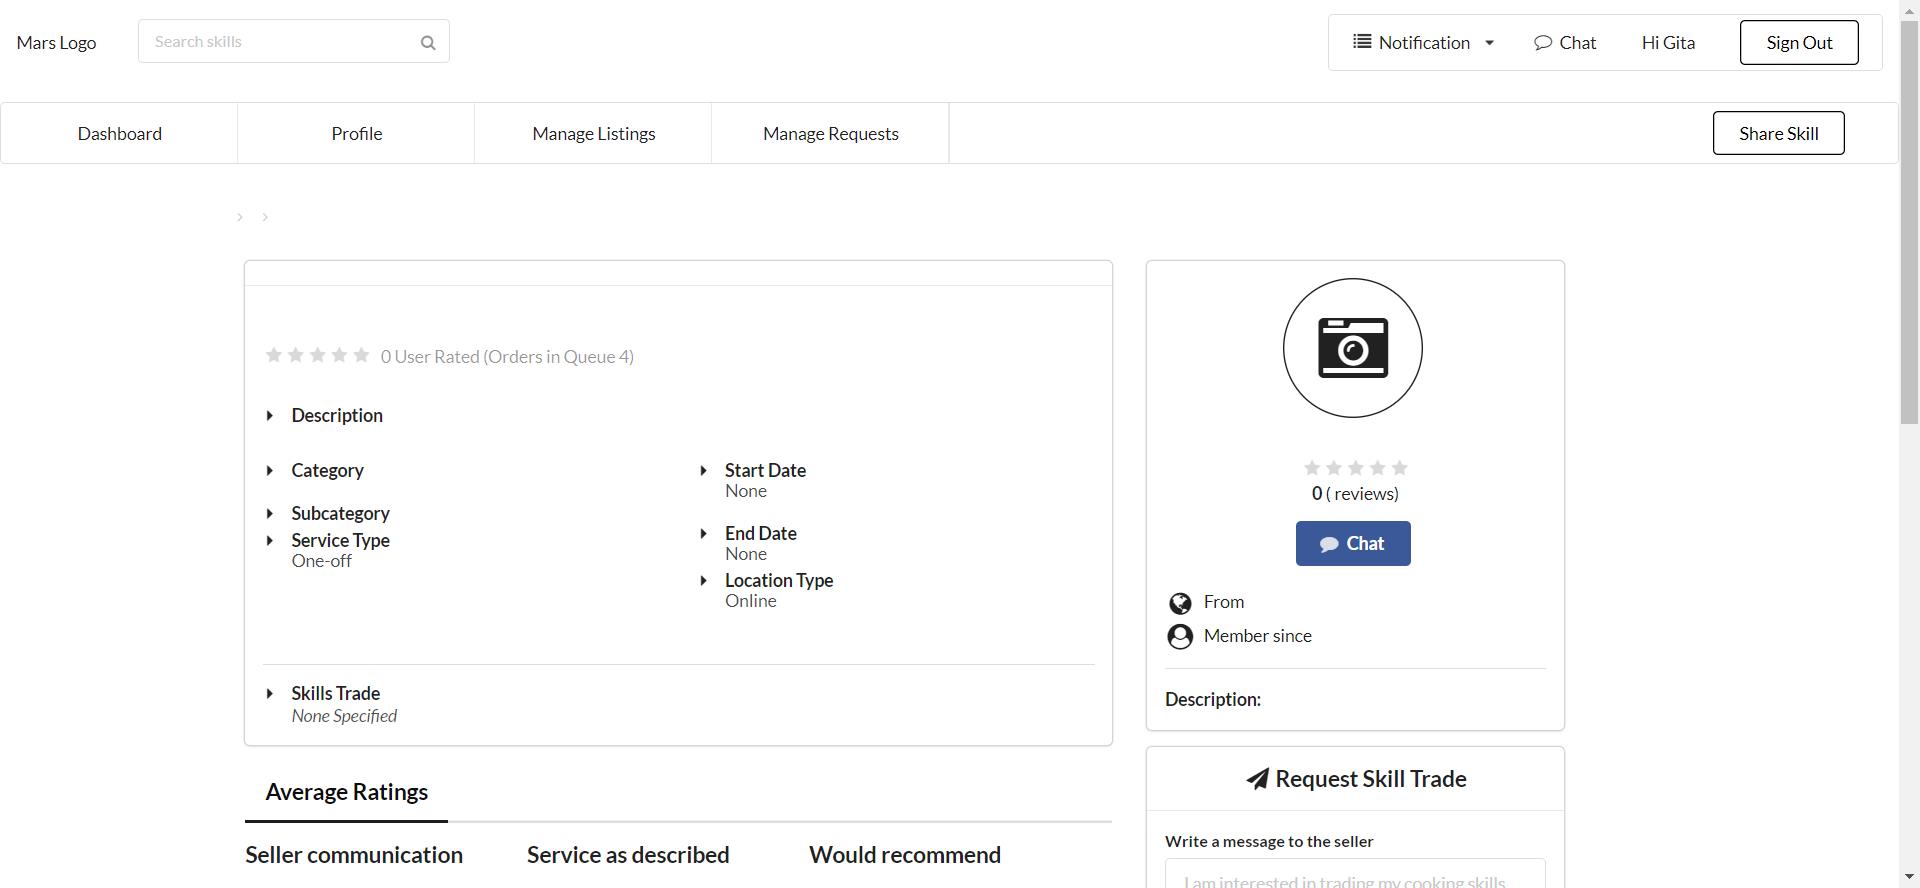 Mars Logo
Search skills
Notification
Chat
Hi Gita
Sign Out
Dashboard
Profile
Manage Listings
Manage Requests
Share Skill
0 User Rated (Orders in Queue 4)
Description
Category
Subcategory
Service Type
One-off
Start Date
None
End Date
None
Location Type
Online
Skills Trade
None Specified
0 ( reviews)
Chat
From
Member since
Description:
Average Ratings
Seller communication
Service as described
Would recommend
Request Skill Trade
Write a message to the seller
I am interested in trading my cooking skills